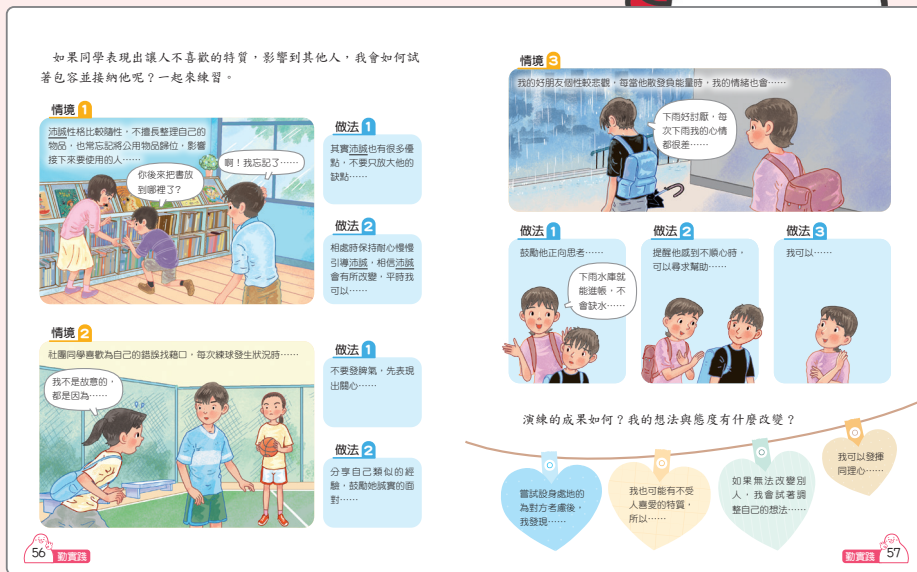 如果同學表現出讓人不喜歡的特質，影響到其他人，我會如何試
著包容並接納他呢？一起來練習。
情境 1
沛誠性格比較隨性，不擅長整理自己的
物品，也常忘記將公用物品歸位，影響
接下來要使用的人……
你後來把書放
到哪裡了？
啊！我忘記了……
做法 1
其實沛誠也有很多優
點，不要只放大他的
缺點……
做法 2
相處時保持耐心慢慢
引導沛誠，相信沛誠
會有所改變，平時我
可以……
情境 2
社團同學喜歡為自己的錯誤找藉口，每次練球發生狀況時……
我不是故意的，
都是因為……
做法 1
不要發脾氣，先表現
出關心……
做法 2
分享自己類似的經
驗，鼓勵她誠實的面
對……
56
勤實踐
情境 3
我的好朋友個性較悲觀，每當他散發負能量時，我的情緒也會……
下雨好討厭，每
次下雨我的心情
都很差……
做法 1
鼓勵他正向思考……
下雨水庫就
能進帳，不
會缺水……
做法 2
提醒他感到不順心時，
可以尋求幫助……
做法 3
我可以……
演練的成果如何？我的想法與態度有什麼改變？
嘗試設身處地的
為對方考慮後，
我發現……
我也可能有不受
人喜愛的特質，
所以……
如果無法改變別
人，我會試著調
整自己的想法……
我可以發揮
同理心……
勤實踐
57